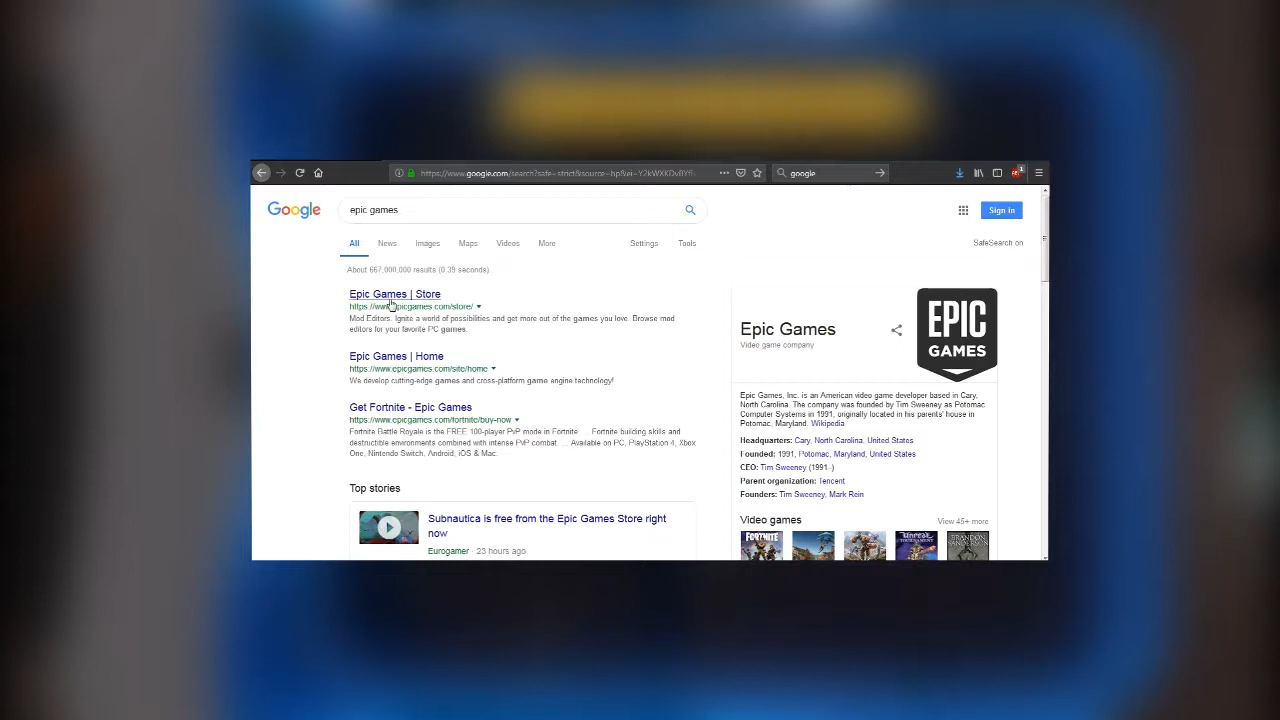 https://www.google.com/search?safe=strict&source=hp&ei=Y2kWXKDvBYff
google
Google
epic games
Sign in
All News Images Maps Videos More Settings Tools
SafeSearch on
About 667,000,000 results (0.39 seconds)
Epic Games | Store
https://www.epicgames.com/store/
Mod Editors. Ignite a world of possibilities and get more out of the games you love. Browse mod
editors for your favorite PC games.
Epic Games | Home
https://www.epicgames.com/site/home
We develop cutting-edge games and cross-platform game engine technology!
Get Fortnite - Epic Games
https://www.epicgames.com/fortnite/buy-now
Fortnite Battle Royale is the FREE 100-player PvP mode in Fortnite ... Fortnite building skills and
destructible environments combined with intense PvP combat. ... Available on PC, PlayStation 4, Xbox
One, Nintendo Switch, Android, iOS & Mac.
Top stories
Subnautica is free from the Epic Games Store right
now
Eurogamer · 23 hours ago
Epic Games
Video game company
EPIC
GAMES
Epic Games, Inc. is an American video game developer based in Cary,
North Carolina. The company was founded by Tim Sweeney as Potomac
Computer Systems in 1991, originally located in his parents' house in
Potomac, Maryland. Wikipedia
Headquarters: Cary, North Carolina, United States
Founded: 1991, Potomac, Maryland, United States
CEO: Tim Sweeney (1991–)
Parent organization: Tencent
Founders: Tim Sweeney, Mark Rein
Video games
View 45+ more
FORTNITE
UNREAL
TOURNAMENT